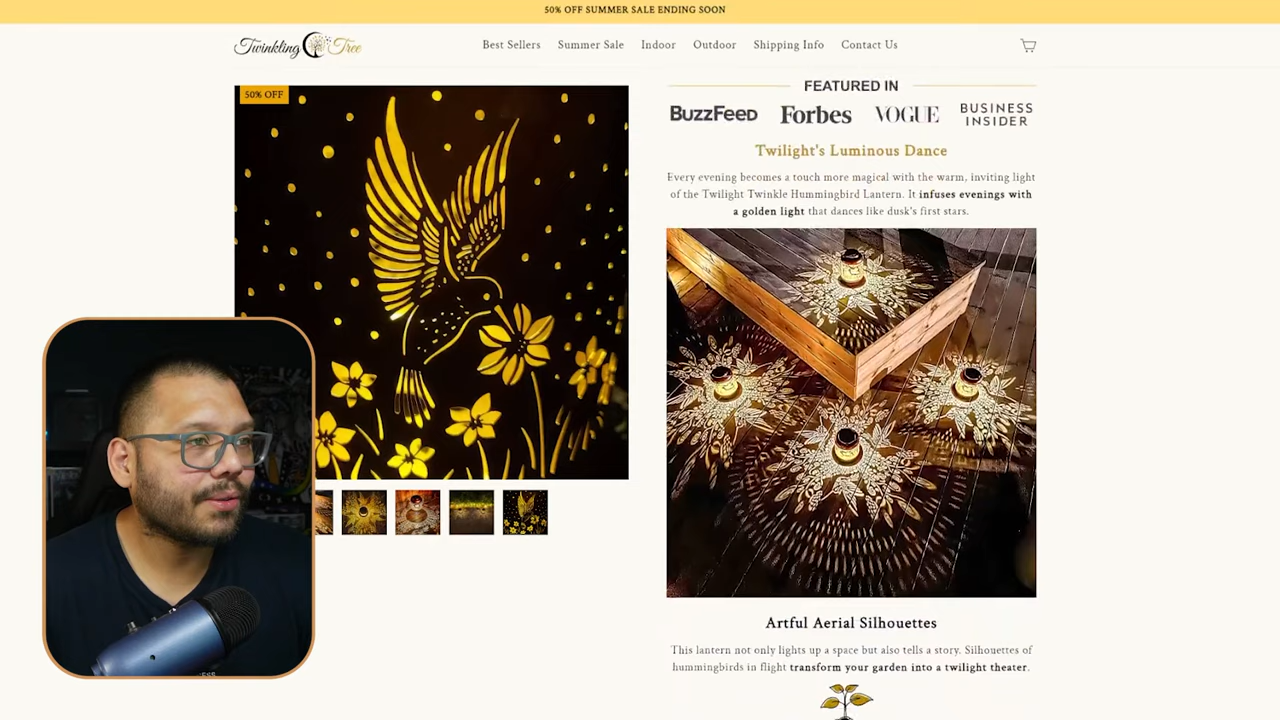 50% OFF SUMMER SALE ENDING SOON
Twinkling Tree
Best Sellers Summer Sale Indoor Outdoor Shipping Info Contact Us
50% OFF
FEATURED IN
BuzzFeed Forbes VOGUE BUSINESS INSIDER
Twilight's Luminous Dance
Every evening becomes a touch more magical with the warm, inviting light
of the Twilight Twinkle Hummingbird Lantern. It infuses evenings with
a golden light that dances like dusk's first stars.
Artful Aerial Silhouettes
This lantern not only lights up a space but also tells a story. Silhouettes of
hummingbirds in flight transform your garden into a twilight theater.